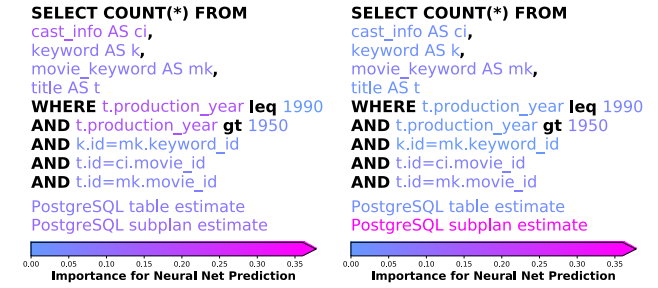 SELECT COUNT(*) FROM
cast_info AS ci,
keyword AS k,
movie_keyword AS mk,
title AS t
WHERE t.production_year leq 1990
AND t.production_year gt 1950
AND k.id=mk.keyword_id
AND t.id=ci.movie_id
AND t.id=mk.movie_id
PostgreSQL table estimate
PostgreSQL subplan estimate
0.00 0.05 0.10 0.15 0.20 0.25 0.30 0.35
Importance for Neural Net Prediction
SELECT COUNT(*) FROM
cast_info AS ci,
keyword AS k,
movie_keyword AS mk,
title AS t
WHERE t.production_year leq 1990
AND t.production_year gt 1950
AND k.id=mk.keyword_id
AND t.id=ci.movie_id
AND t.id=mk.movie_id
PostgreSQL table estimate
PostgreSQL subplan estimate
0.00 0.05 0.10 0.15 0.20 0.25 0.30 0.35
Importance for Neural Net Prediction